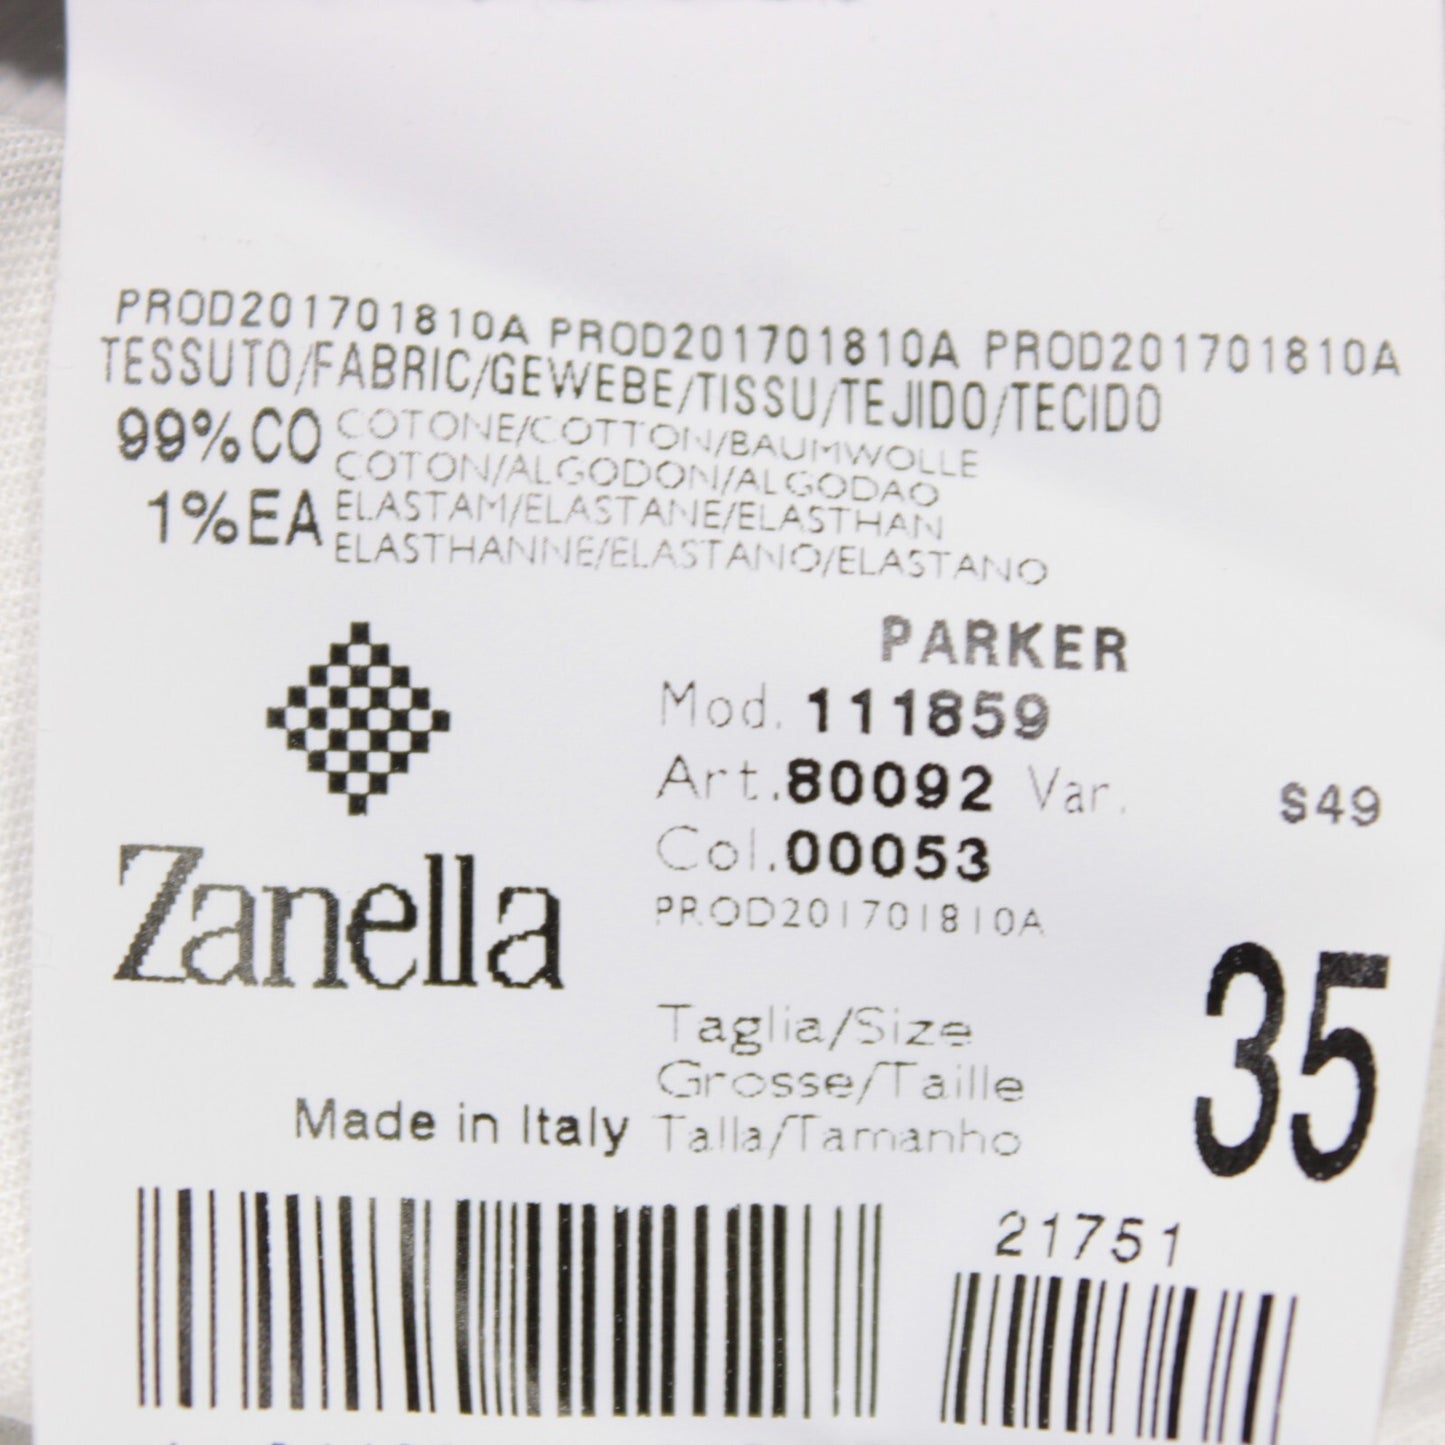 PROD201701810A PROD201701810A PROD201701810A
TESSUTO/FABRIC/GEWEBE/TISSU/TEJIDO/TECIDO
99%CO COTONE/COTTON/BAUMWOLLE
COTON/ALGODON/ALGODAO
1%EA ELASTAM/ELASTANE/ELASTHAN
ELASTHANNE/ELASTANO/ELASTANO
PARKER
Mod. 111859
Art. 80092 Var. S49
Col. 00053
PROD201701810A
Zanella
35
Taglia/Size
Grosse/Taille
Made in Italy Talla/Tamanho
21751